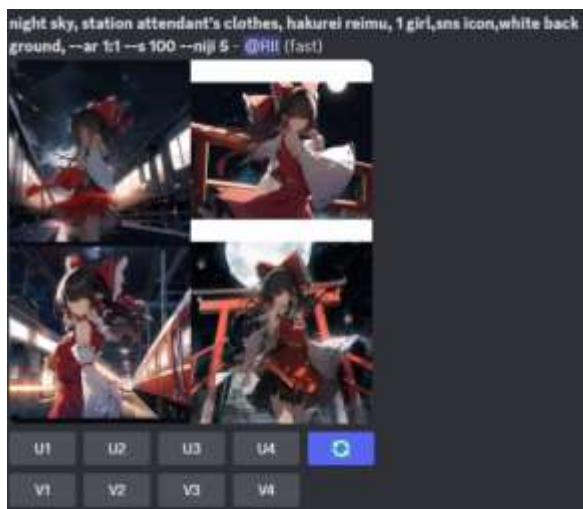 night sky, station attendant's clothes, hakurei reimu, 1 girl,sns icon,white back
ground, --ar 1:1 --s 100 --niji 5 - @RII (fast)
U1 U2 U3 U4
V1 V2 V3 V4